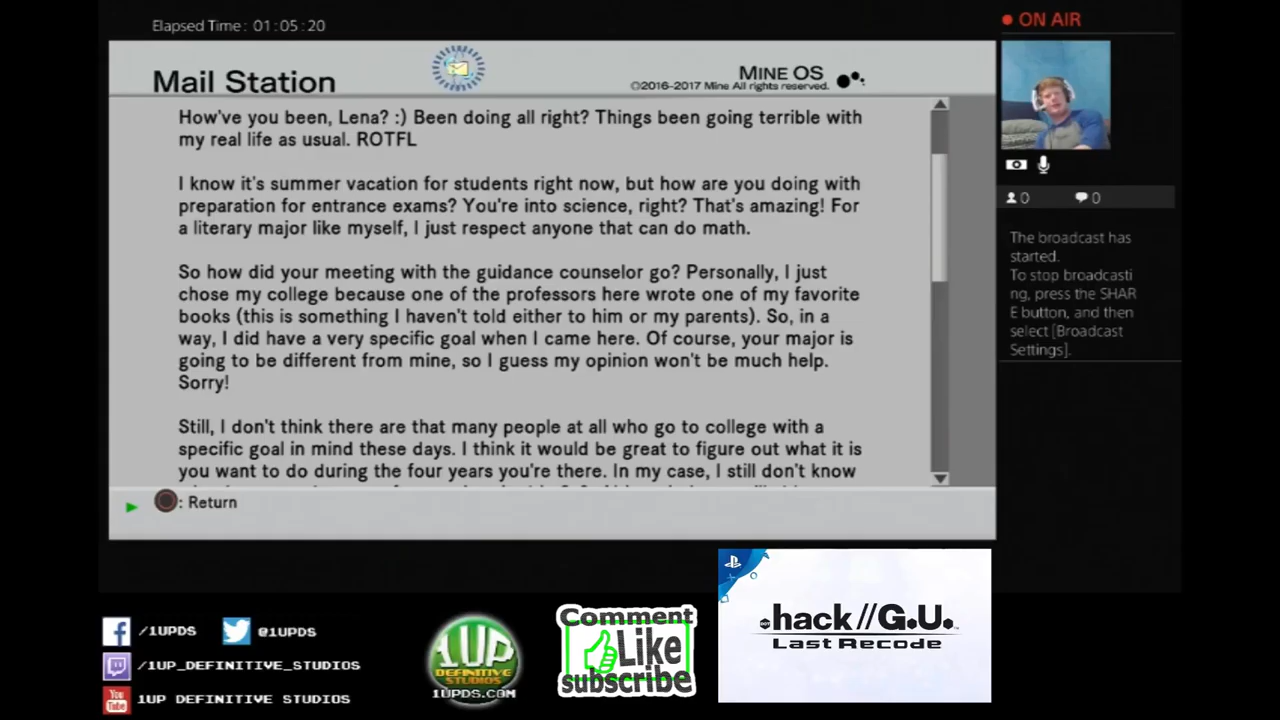 Elapsed Time: 01:05:20
ON AIR
Mail Station
MINE OS
©2016-2017 Mine All rights reserved.
How've you been, Lena? :) Been doing all right? Things been going terrible with
my real life as usual. ROTFL
I know it's summer vacation for students right now, but how are you doing with
preparation for entrance exams? You're into science, right? That's amazing! For
a literary major like myself, I just respect anyone that can do math.
So how did your meeting with the guidance counselor go? Personally, I just
chose my college because one of the professors here wrote one of my favorite
books (this is something I haven't told either to him or my parents). So, in a
way, I did have a very specific goal when I came here. Of course, your major is
going to be different from mine, so I guess my opinion won't be much help.
Sorry!
Still, I don't think there are that many people at all who go to college with a
specific goal in mind these days. I think it would be great to figure out what it is
you want to do during the four years you're there. In my case, I still don't know
: Return
0
0
The broadcast has
started.
To stop broadcasti
ng, press the SHAR
E button, and then
select [Broadcast
Settings].
/1UPDS
@1UPDS
/1UP_DEFINITIVE_STUDIOS
You Tube
1UP DEFINITIVE STUDIOS
1UP
DEFINITIVE
STUDIOS
1UPDS.COM
Comment
Like
subscribe
.hack//G.U.™
Last Recode